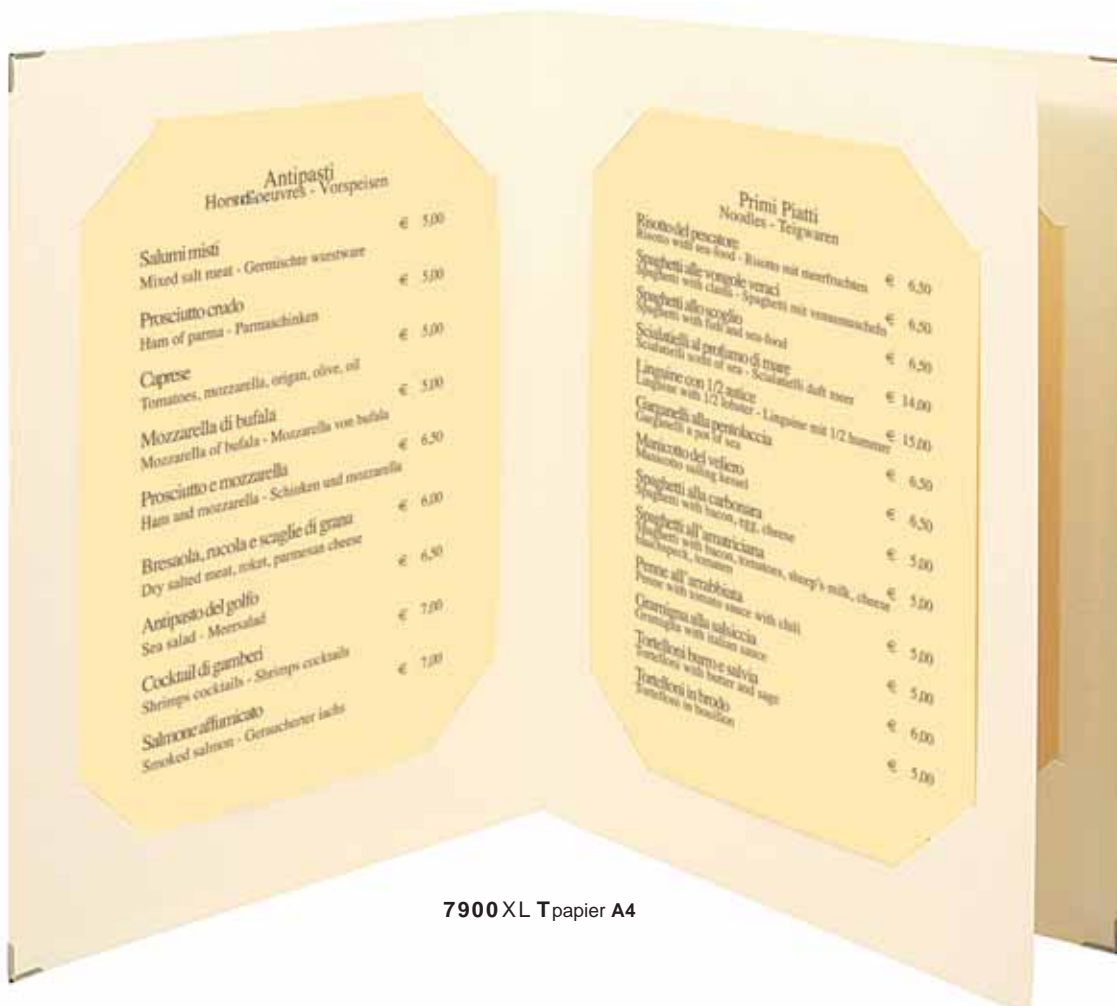 Antipasti
Hors d'oeuvres - Vorspeisen
€ 5,00
Salumi misti
Mixed salt meat - Germischte wurstware
€ 5,00
Prosciutto crudo
Ham of parma - Parmaschinken
€ 5,00
Caprese
Tomatoes, mozzarella, origan, olive, oil
€ 5,00
Mozzarella di bufala
Mozzarella of bufala - Mozzarella von bufala
€ 6,50
Prosciutto e mozzarella
Ham and mozzarella - Schinken und mozzarella
€ 6,00
Bresaola, rucola e scaglie di grana
Dry salted meat, roket, parmesan cheese
€ 6,50
Antipasto del golfo
Sea salad - Meersalad
€ 7,00
Cocktail di gamberi
Shrimps cocktails - Shrimps cocktails
€ 7,00
Salmone affumicato
Smoked salmon - Geraucherter lachs
Primi Piatti
Noodles - Teigwaren
Risotto del pescatore
Risotto with sea-food - Risotto mit meerfruchten
€ 6,50
Spaghetti alle vongole veraci
Spaghetti with clams - Spaghetti mit venusmuscheln
€ 6,50
Spaghetti allo scoglio
Spaghetti with fish and sea-food
€ 6,50
Scialatielli al profumo di mare
Scialatielli scent of sea - Scialatielli duft meer
€ 14,00
Linguine con 1/2 astice
Linguine with 1/2 lobster - Linguine mit 1/2 hummer
€ 15,00
Garganelli alla pentolaccia
Garganelli a pot of sea
€ 6,50
Manicotto del veliero
Manicotto sailing kessel
€ 6,50
Spaghetti alla carbonara
Spaghetti with bacon, egg, cheese
€ 5,00
Spaghetti all'amatriciana
Spaghetti with bacon, tomatoes, sheep's milk, cheese
bauchspeck, tomaten
€ 5,00
Penne all'arrabbiata
Penne with tomato sauce with chili
€ 5,00
Gramigna alla salsiccia
Gramiglia with italian sauce
€ 5,00
Tortelloni burro e salvia
Tortelloni with butter and sage
€ 6,00
Tortelloni in brodo
Tortelloni in bouillon
€ 5,00
7900 XL Tpapier A4